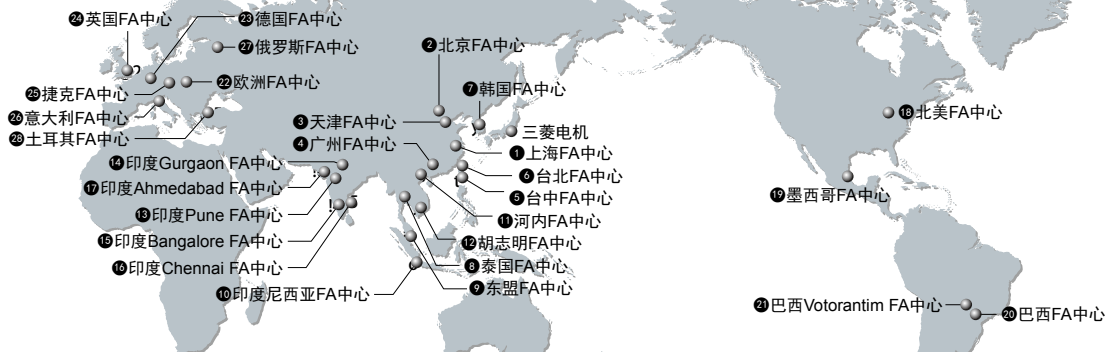 ㉔英国FA中心
㉓德国FA中心
㉗俄罗斯FA中心
②北京FA中心
㉒欧洲FA中心
⑦韩国FA中心
㉕捷克FA中心
㉖意大利FA中心
⑱北美FA中心
③天津FA中心
三菱电机
㉘土耳其FA中心
④广州FA中心
①上海FA中心
⑭印度Gurgaon FA中心
⑥台北FA中心
⑰印度Ahmedabad FA中心
⑲墨西哥FA中心
⑤台中FA中心
⑬印度Pune FA中心
⑪河内FA中心
⑮印度Bangalore FA中心
⑫胡志明FA中心
⑯印度Chennai FA中心
⑧泰国FA中心
⑨东盟FA中心
⑩印度尼西亚FA中心
㉑巴西Votorantim FA中心
⑳巴西FA中心